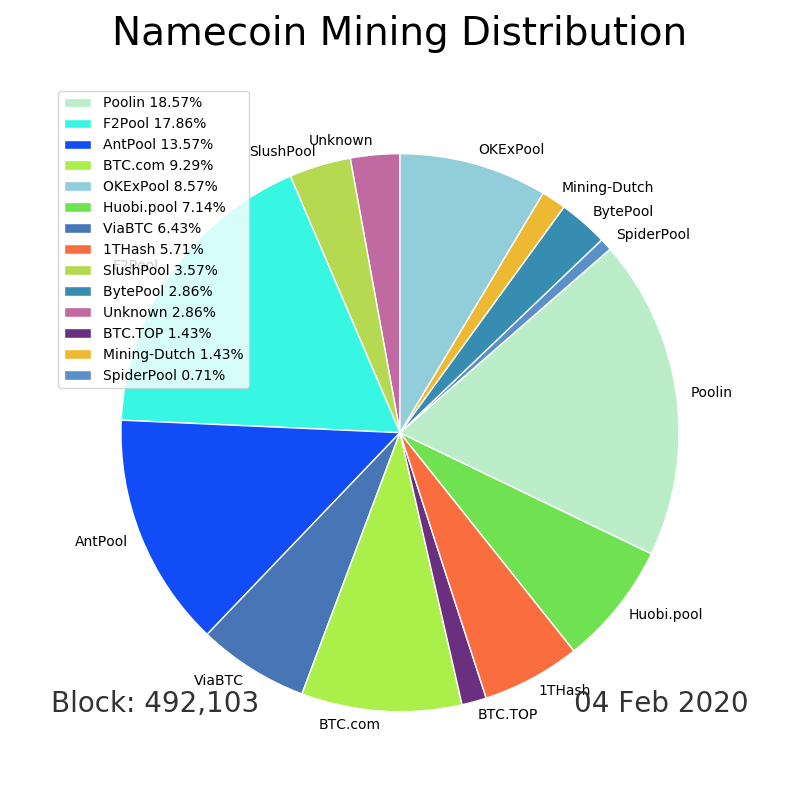 Namecoin Mining Distribution
Poolin 18.57%
F2Pool 17.86%
AntPool 13.57%
BTC.com 9.29%
OKExPool 8.57%
Huobi.pool 7.14%
ViaBTC 6.43%
1THash 5.71%
SlushPool 3.57%
BytePool 2.86%
Unknown 2.86%
BTC.TOP 1.43%
Mining-Dutch 1.43%
SpiderPool 0.71%
Unknown
SlushPool
OKExPool
Mining-Dutch
BytePool
SpiderPool
F2Pool
Poolin
AntPool
Huobi.pool
ViaBTC
1THash
BTC.TOP
BTC.com
Block: 492,103
04 Feb 2020